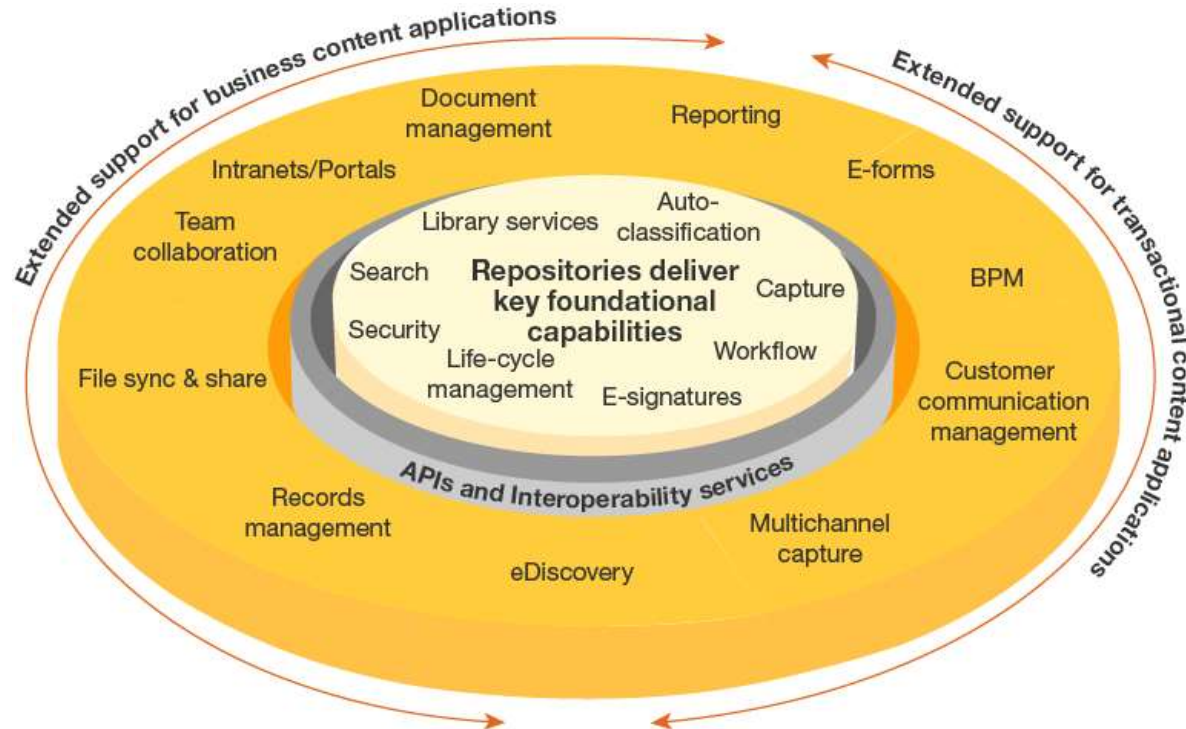 Extended support for business content applications
Extended support for transactional content applications
Document
management
Reporting
Intranets/Portals
E-forms
Team
collaboration
BPM
File sync & share
Customer
communication
management
Records
management
Multichannel
capture
eDiscovery
Library services
Auto-
classification
Search
Repositories deliver
key foundational
capabilities
Capture
Security
Workflow
Life-cycle
management
E-signatures
APIs and Interoperability services